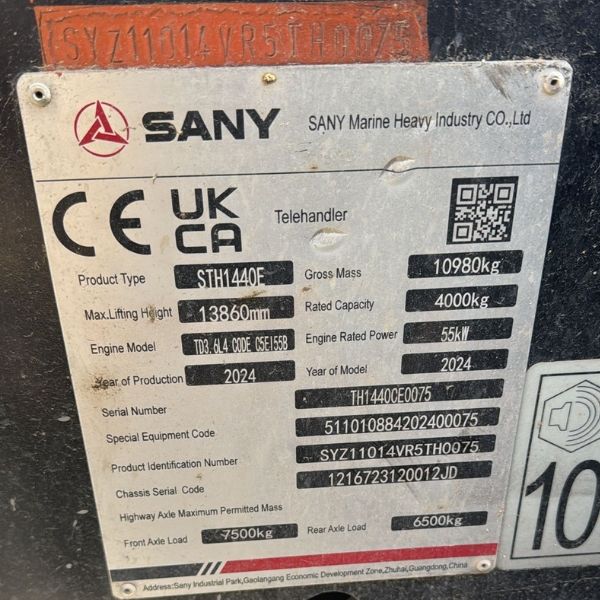 SYZ11014VR5TH0075
SANY SANY Marine Heavy Industry CO.,Ltd
CE UK CA Telehandler
Product Type STH1440E Gross Mass 10980kg
Max.Lifting Height 13860mm Rated Capacity 4000kg
Engine Model TD3.6L4 CODE C5EI55B Engine Rated Power 55kW
Year of Production 2024 Year of Model 2024
Serial Number TH1440CE0075
Special Equipment Code 511010884202400075
Product Identification Number SYZ11014VR5TH0075
Chassis Serial Code 1216723120012JD
Highway Axle Maximum Permitted Mass
Front Axle Load 7500kg Rear Axle Load 6500kg
Address:Sany Industrial Park,Gaolangang Economic Development Zone,Zhuhai,Guangdong,China